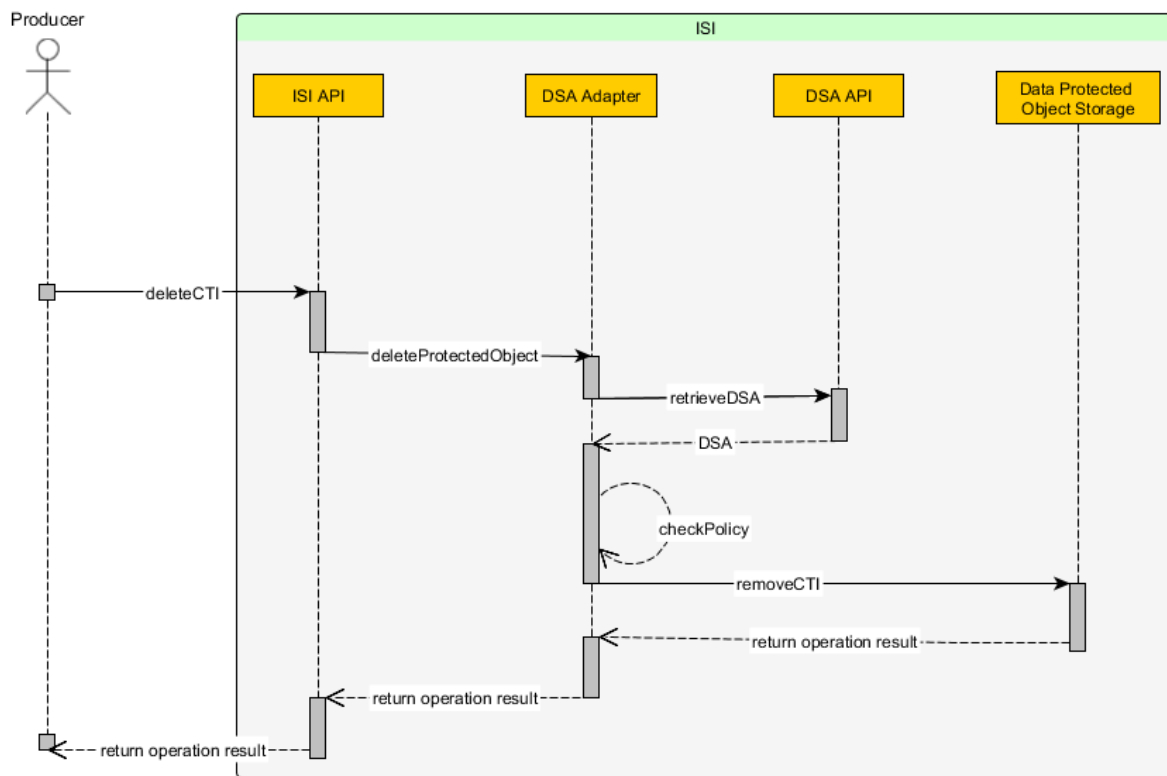 Producer
ISI
ISI API
DSA Adapter
DSA API
Data Protected
Object Storage
deleteCTI
deleteProtectedObject
retrieveDSA
DSA
checkPolicy
removeCTI
return operation result
return operation result
return operation result